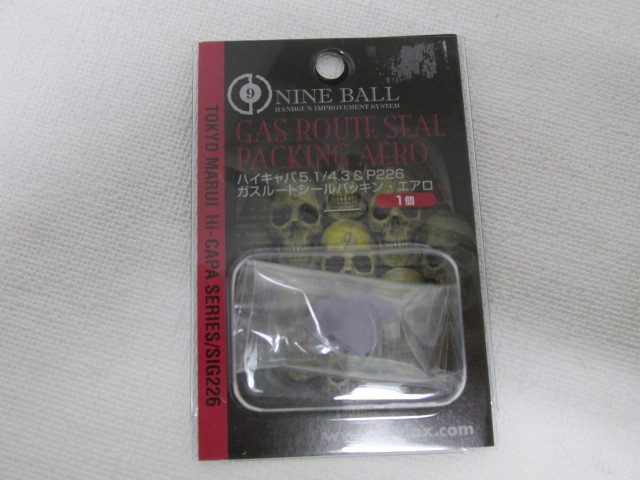 9
NINE BALL
HANDGUN IMPROVEMENT SYSTEM
GAS ROUTE SEAL
PACKING AERO
ハイキャパ5.1/4.3 & P226
ガスルートシールパッキン・エアロ
1個
TOKYO MARUI HI-CAPA SERIES/SIG226